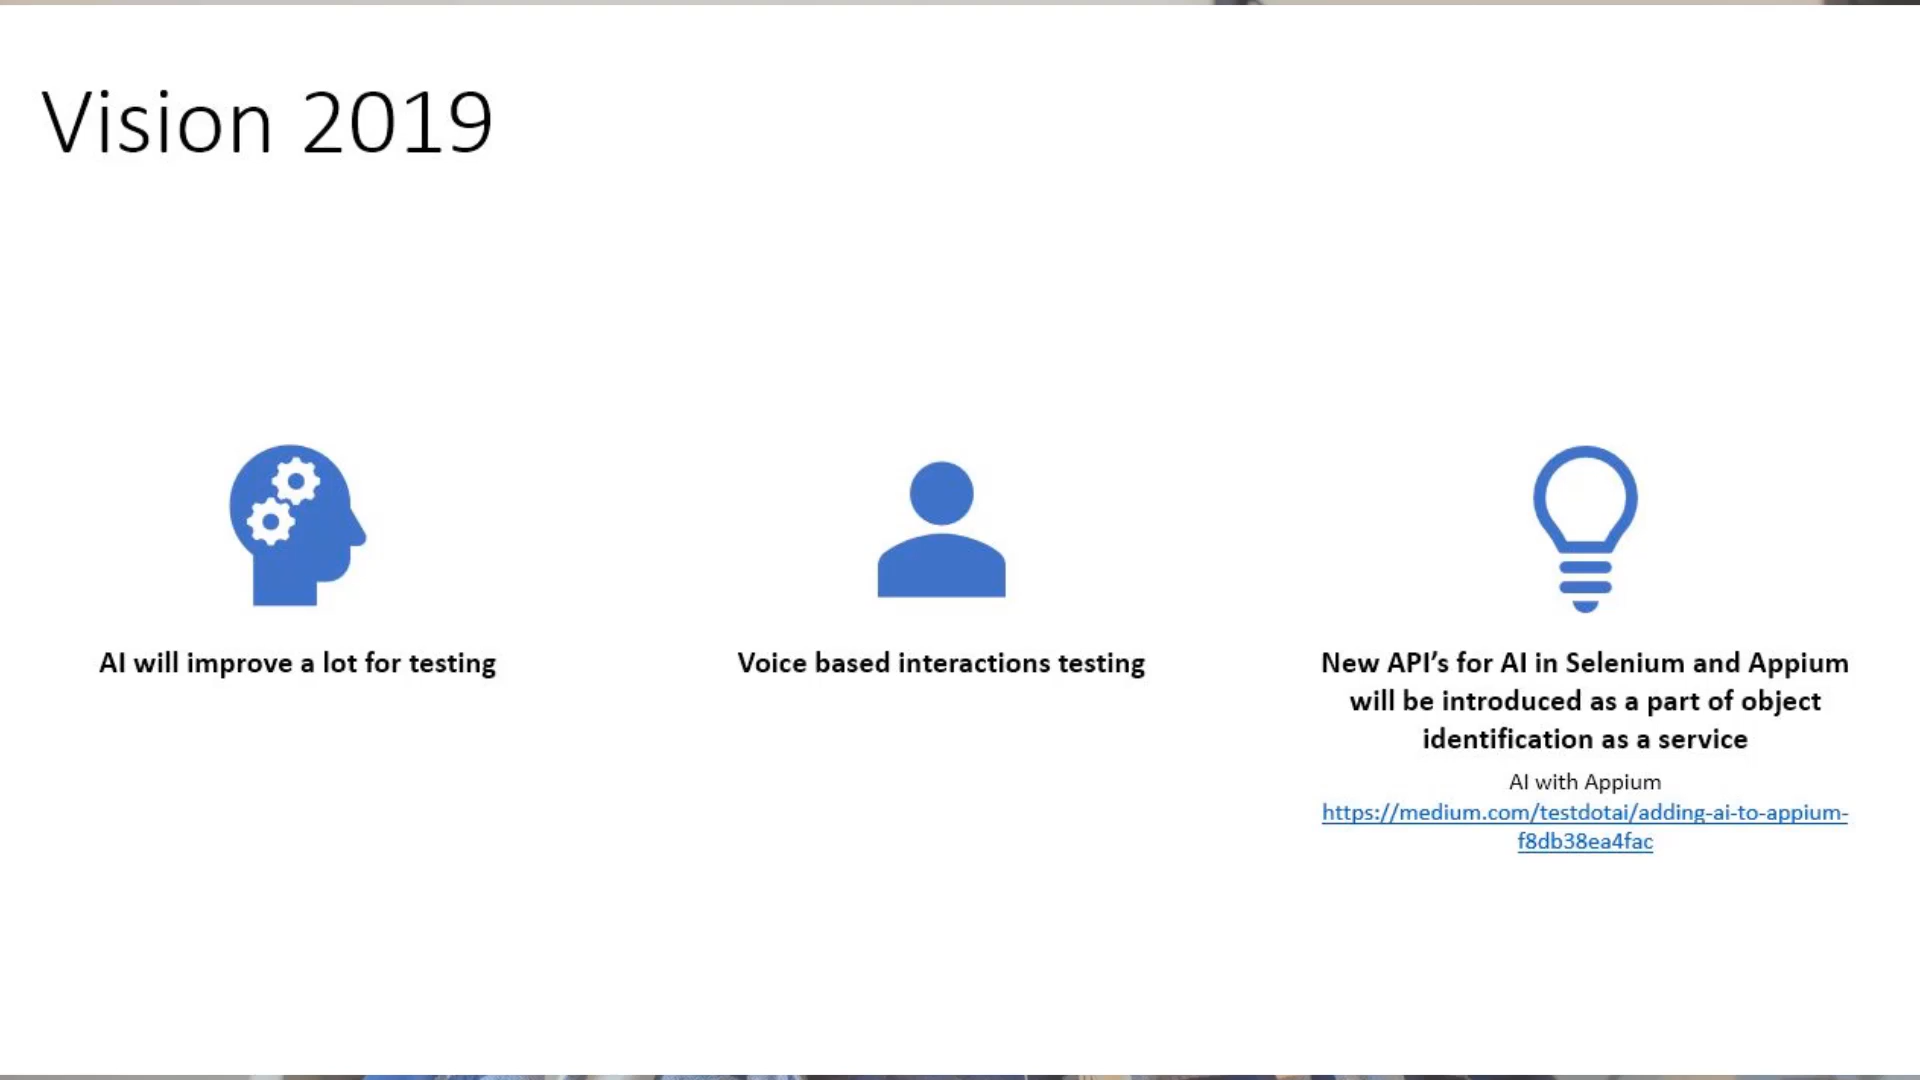 Vision 2019
AI will improve a lot for testing
Voice based interactions testing
New API’s for AI in Selenium and Appium
will be introduced as a part of object
identification as a service
AI with Appium
https://medium.com/testdotai/adding-ai-to-appium-
f8db38ea4fac